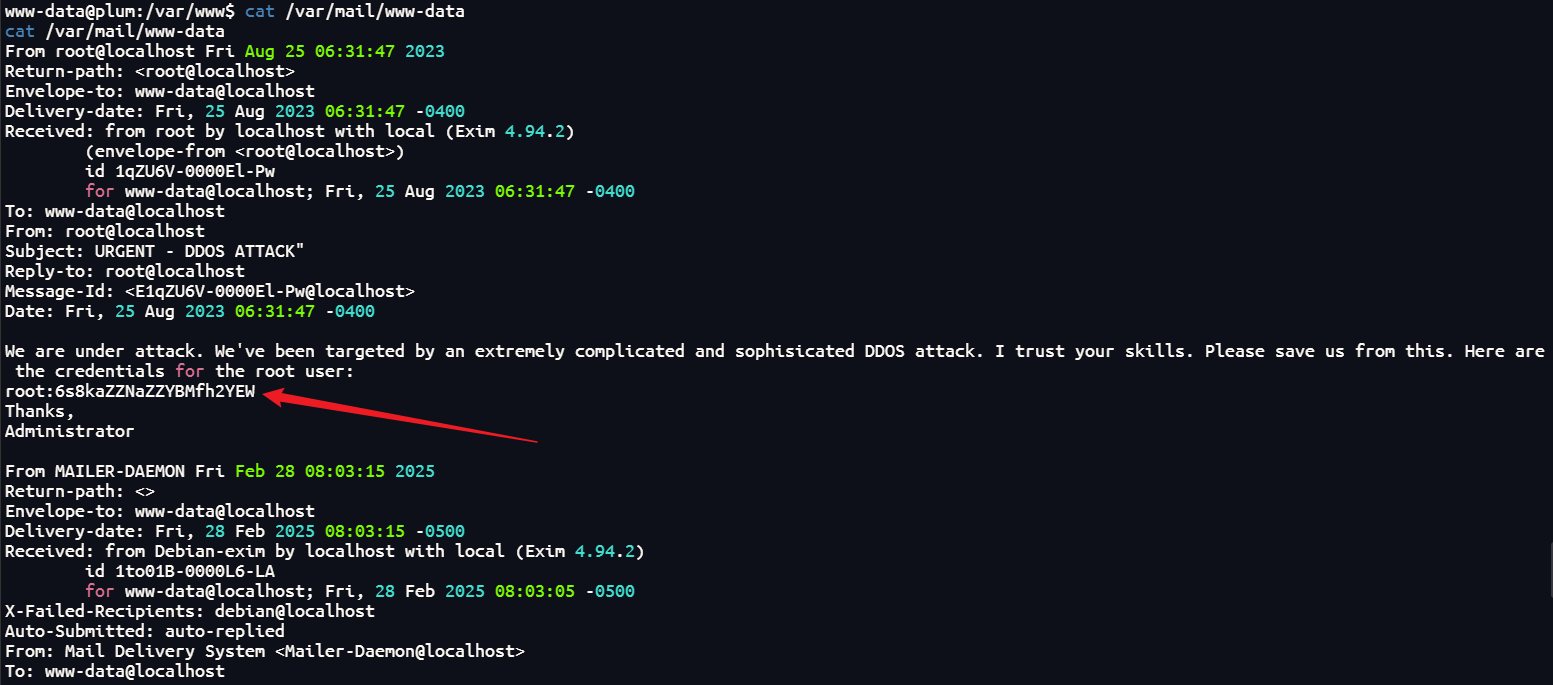 www-data@plum:/var/www$ cat /var/mail/www-data
cat /var/mail/www-data
From root@localhost Fri Aug 25 06:31:47 2023
Return-path: <root@localhost>
Envelope-to: www-data@localhost
Delivery-date: Fri, 25 Aug 2023 06:31:47 -0400
Received: from root by localhost with local (Exim 4.94.2)
        (envelope-from <root@localhost>)
        id 1qZU6V-0000El-Pw
        for www-data@localhost; Fri, 25 Aug 2023 06:31:47 -0400
To: www-data@localhost
From: root@localhost
Subject: URGENT - DDOS ATTACK"
Reply-to: root@localhost
Message-Id: <E1qZU6V-0000El-Pw@localhost>
Date: Fri, 25 Aug 2023 06:31:47 -0400

We are under attack. We've been targeted by an extremely complicated and sophisicated DDOS attack. I trust your skills. Please save us from this. Here are
 the credentials for the root user:
root:6s8kaZZNaZZYBMfh2YEW
Thanks,
Administrator

From MAILER-DAEMON Fri Feb 28 08:03:15 2025
Return-path: <>
Envelope-to: www-data@localhost
Delivery-date: Fri, 28 Feb 2025 08:03:15 -0500
Received: from Debian-exim by localhost with local (Exim 4.94.2)
        id 1to01B-0000L6-LA
        for www-data@localhost; Fri, 28 Feb 2025 08:03:05 -0500
X-Failed-Recipients: debian@localhost
Auto-Submitted: auto-replied
From: Mail Delivery System <Mailer-Daemon@localhost>
To: www-data@localhost